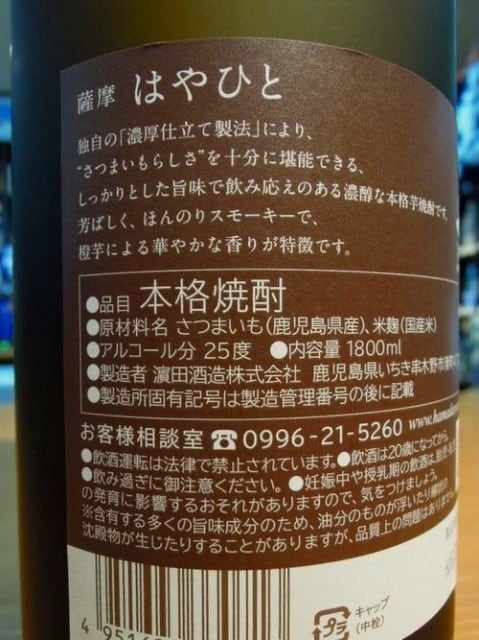 薩摩 はやひと
独自の「濃厚仕立て製法」により、
“さつまいもらしさ”を十分に堪能できる、
しっかりとした旨味で飲み応えのある濃醇な本格芋焼酎です。
芳ばしく、ほんのりスモーキーで、
橙芋による華やかな香りが特徴です。
●品目 本格焼酎
●原材料名 さつまいも(鹿児島県産)、米麹(国産米)
●アルコール分 25度 ●内容量 1800ml
●製造者 濵田酒造株式会社 鹿児島県いちき串木野市湊町
●製造所固有記号は製造管理番号の後に記載
お客様相談室 ☎0996-21-5260 www.hama
●飲酒運転は法律で禁止されています。●飲酒は20歳になってから。
●飲み過ぎに御注意ください。●妊娠中や授乳期の飲酒は、胎児・乳
の発育に影響するおそれがありますので、気をつけましょう。
※含有する多くの旨味成分のため、油分のものが浮いたり綿状の
沈殿物が生じたりすることがありますが、品質上の問題はありません
4 9516
プラ
キャップ
(中栓)